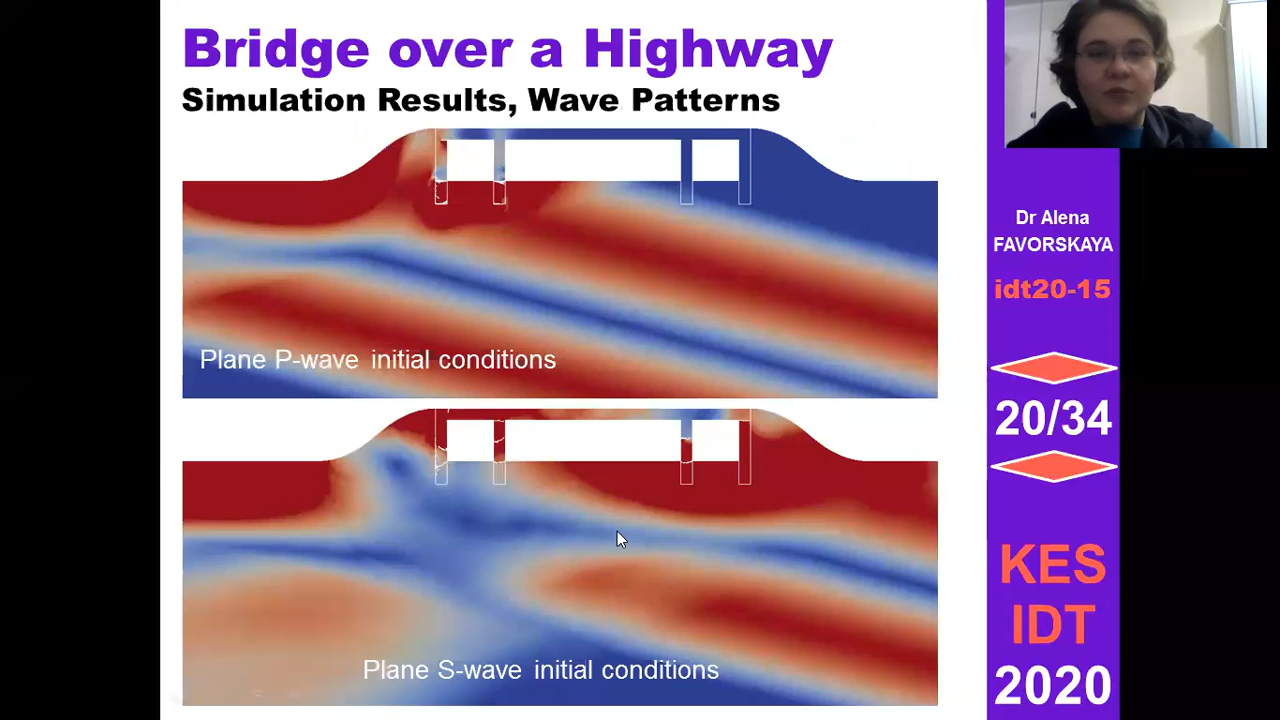 Bridge over a Highway
Simulation Results, Wave Patterns
Plane P-wave initial conditions
Plane S-wave initial conditions
Dr Alena
FAVORSKAYA
idt20-15
20/34
KES
IDT
2020